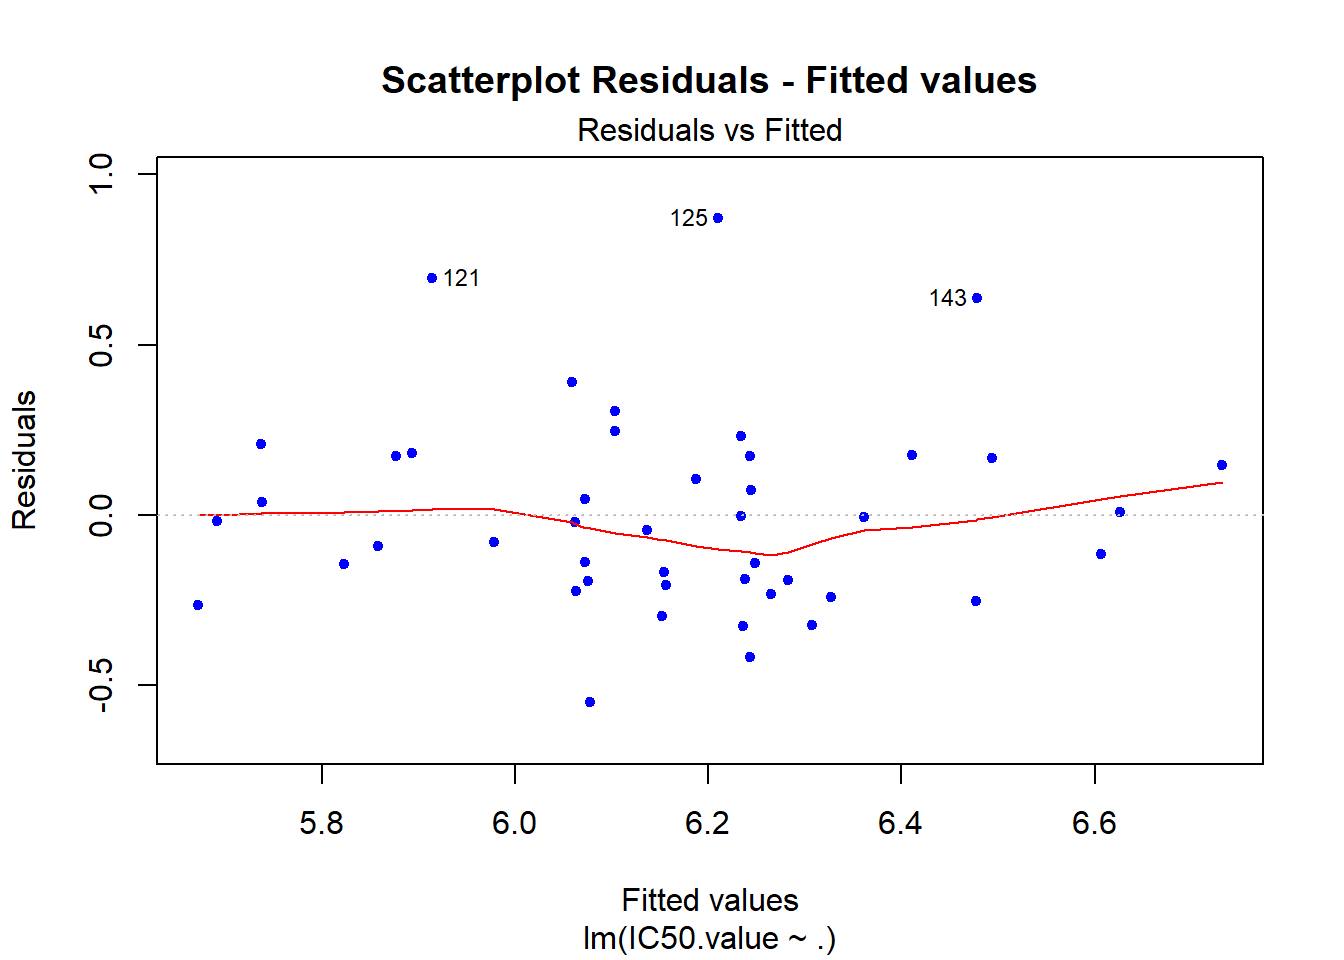 Scatterplot Residuals - Fitted values
Residuals vs Fitted
1.0
0.5
0.0
-0.5
Residuals
125
121
143
5.8 6.0 6.2 6.4 6.6
Fitted values
lm(IC50.value ~ .)